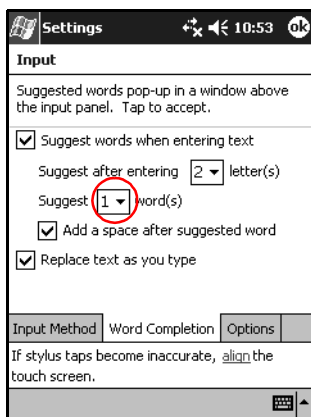 Settings 10:53 ok
Input
Suggested words pop-up in a window above
the input panel. Tap to accept.
Suggest words when entering text
Suggest after entering 2 letter(s)
Suggest 1 word(s)
Add a space after suggested word
Replace text as you type
Input Method Word Completion Options
If stylus taps become inaccurate, align the
touch screen.